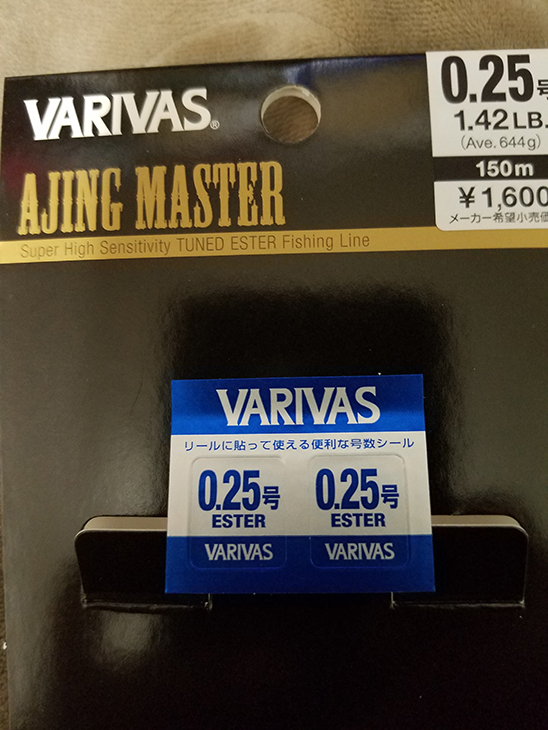 VARIVAS®
AJING MASTER
Super High Sensitivity TUNED ESTER Fishing Line
0.25号
1.42LB.
(Ave. 644g)
150m
¥1,600
メーカー希望小売価
VARIVAS
リールに貼って使える便利な号数シール
0.25号 0.25号
ESTER ESTER
VARIVAS VARIVAS